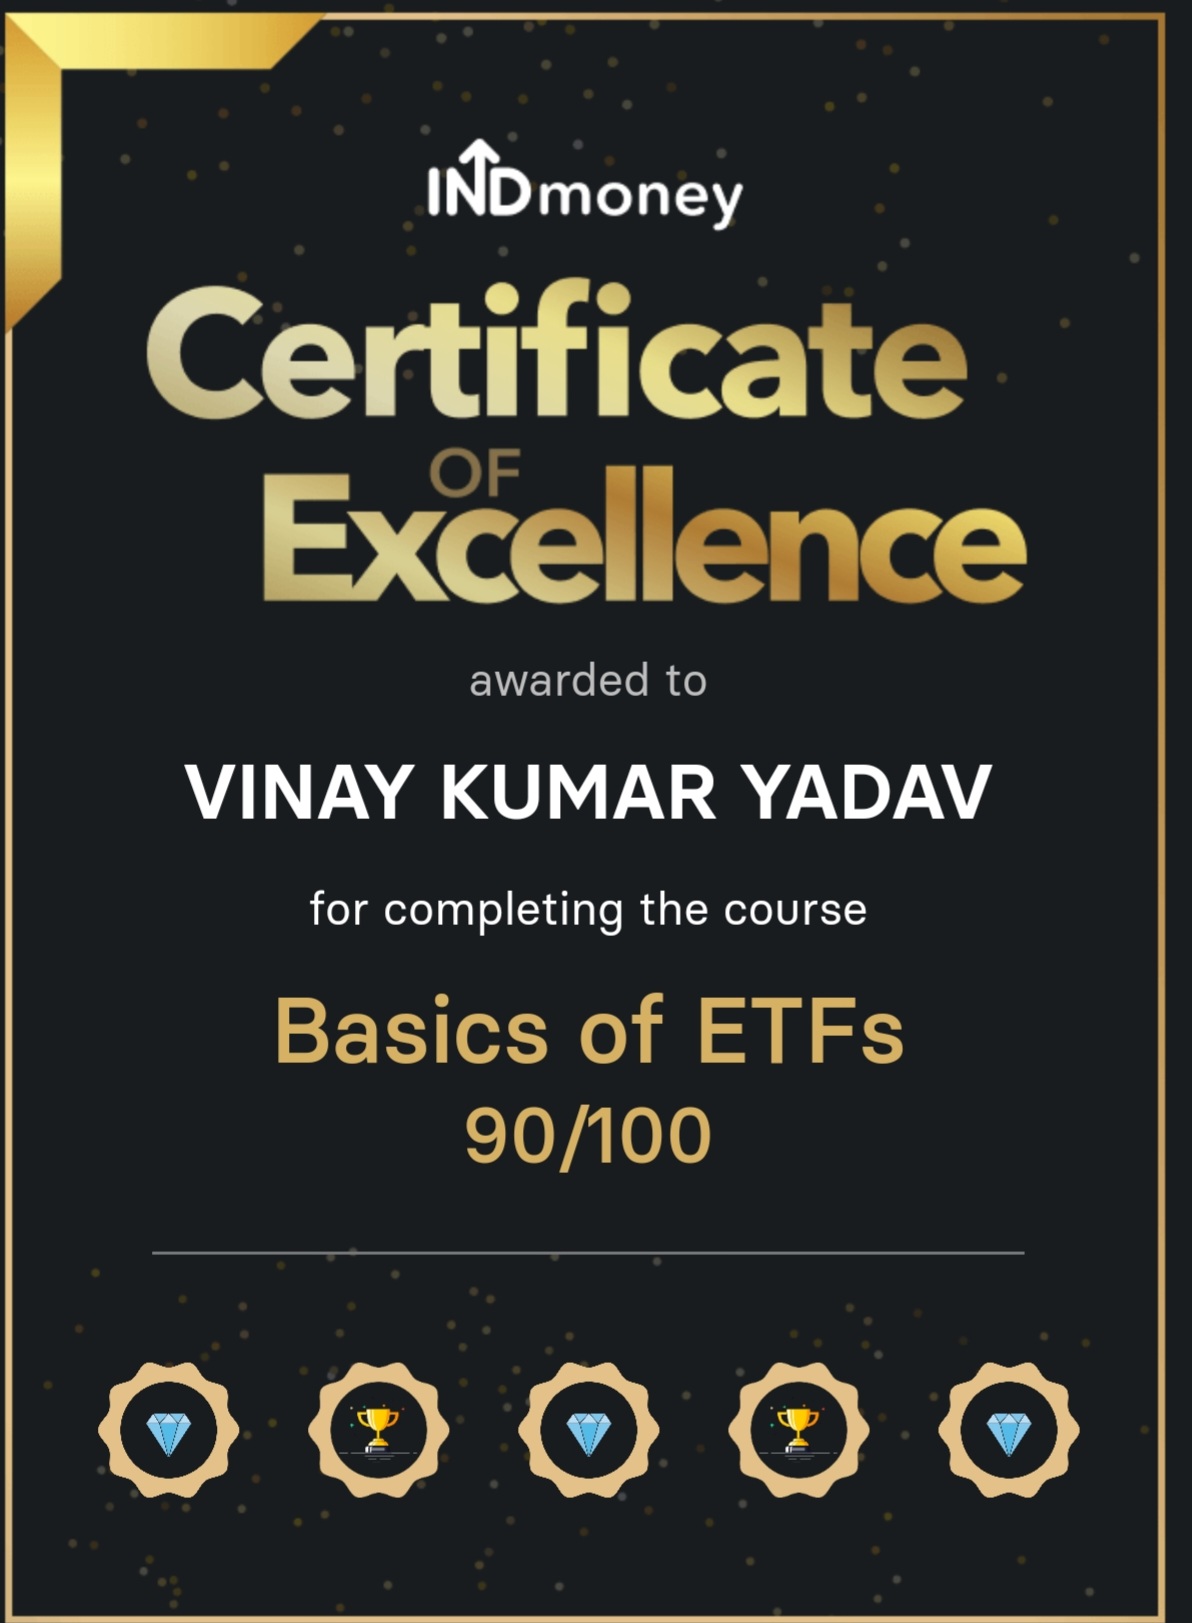 INDmoney
Certificate
OF
Excellence
awarded to
VINAY KUMAR YADAV
for completing the course
Basics of ETFs
90/100